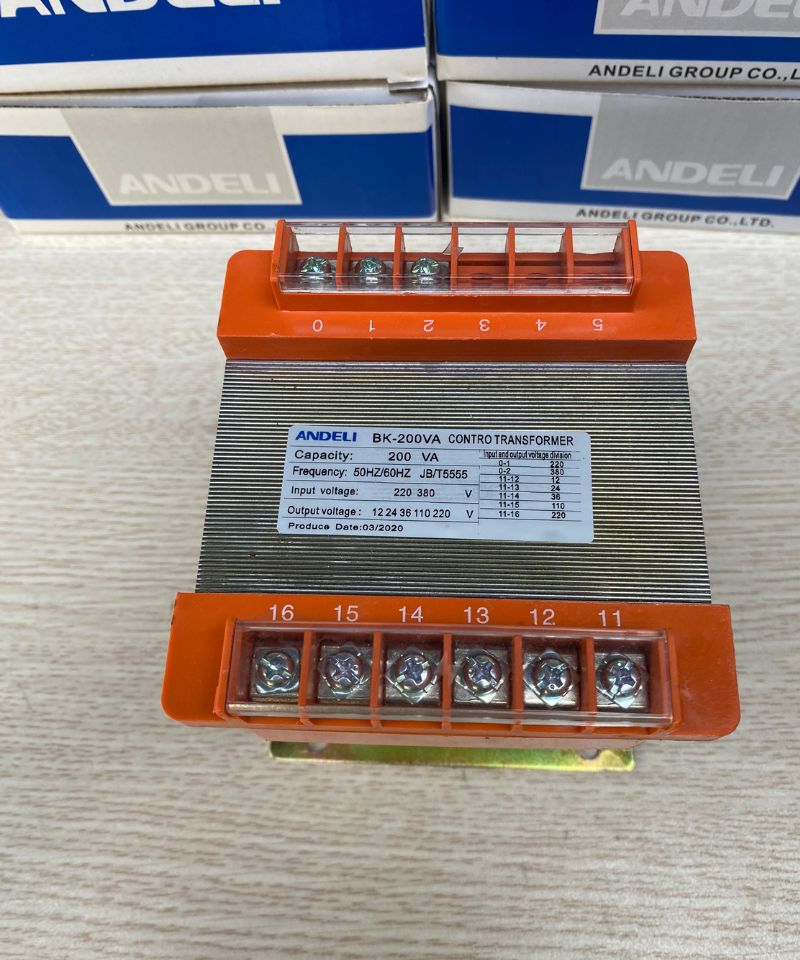 ANDELI
ANDELI
ANDELI GROUP CO.,L
ANDELI
ANDELI GROUP CO.
ANDELI
ANDELI GROUP CO.,LTD.
0 1 2 3 4 5
ANDELI BK-200VA CONTRO TRANSFORMER
Capacity: 200 VA
Frequency: 50HZ/60HZ JB/T5555
Input voltage: 220 380 V
Output voltage: 12 24 36 110 220 V
Produce Date:03/2020
Input and output voltage division
0-1 220
0-2 380
11-12 12
11-13 24
11-14 36
11-15 110
11-16 220
16 15 14 13 12 11